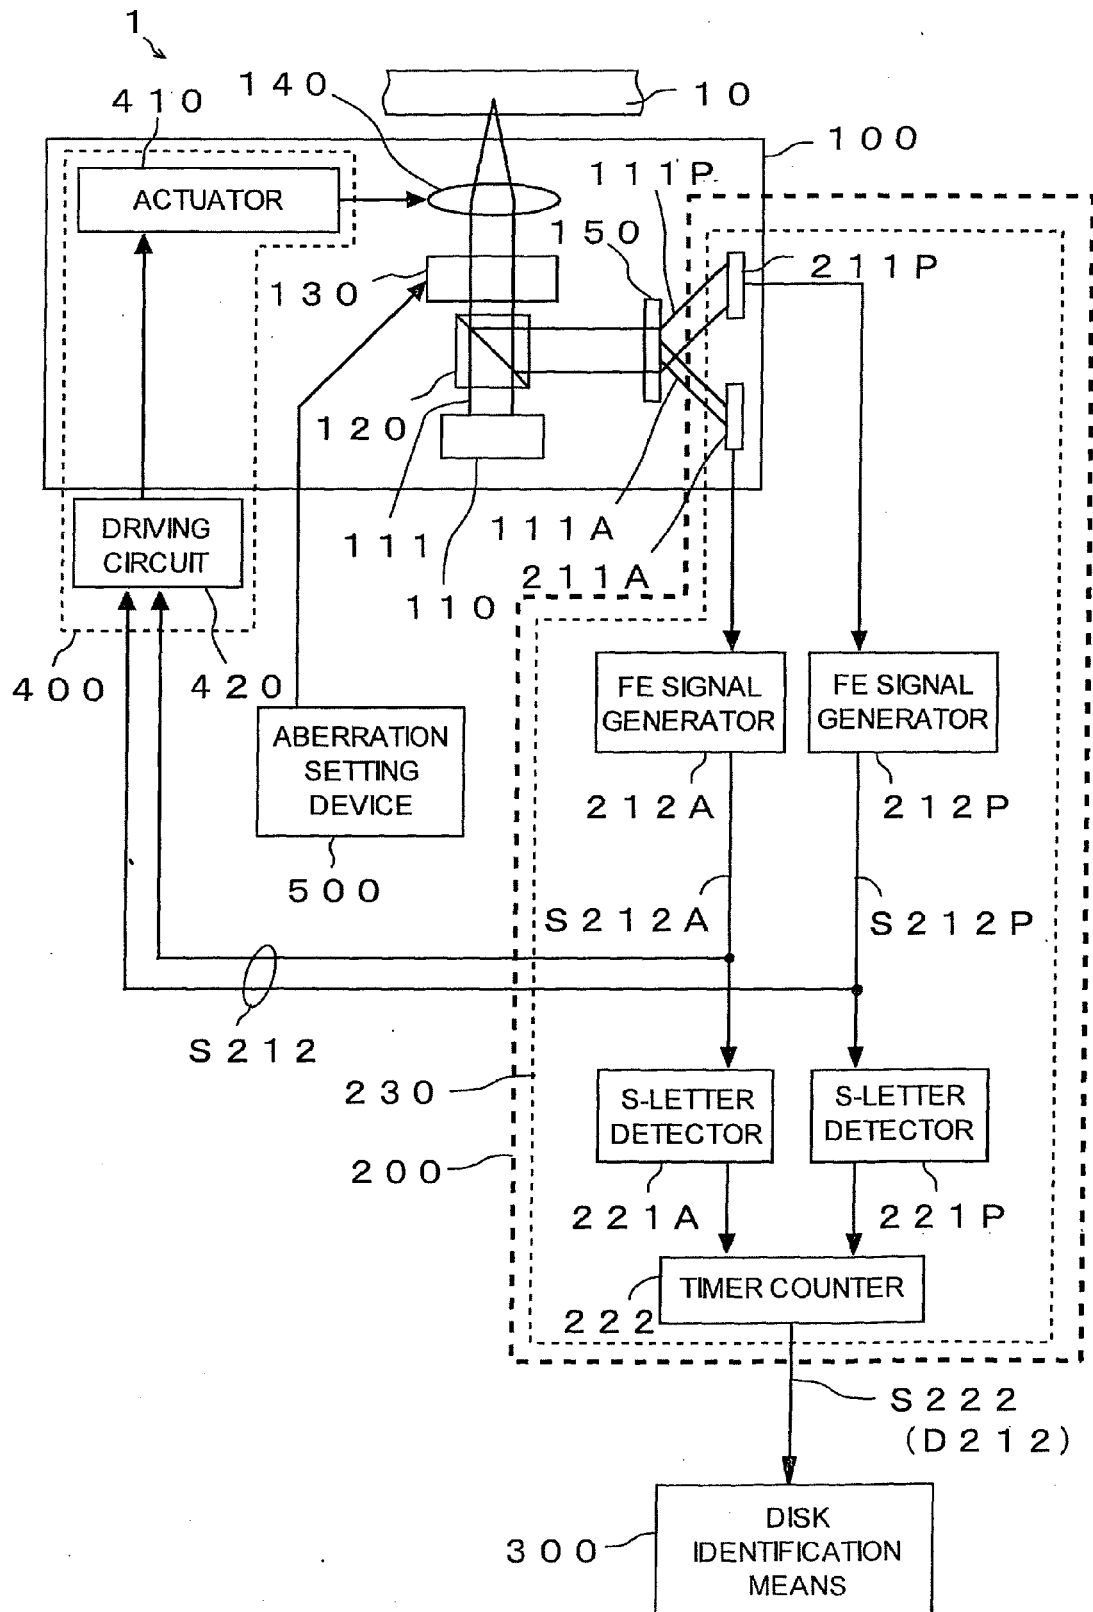 1
140
10
410
100
111P
ACTUATOR
150
211P
130
120
111
111A
211A
110
DRIVING
CIRCUIT
400
420
FE SIGNAL
GENERATOR
FE SIGNAL
GENERATOR
ABERRATION
SETTING
DEVICE
212A
212P
500
S212A
S212P
S212
230
S-LETTER
DETECTOR
S-LETTER
DETECTOR
200
221A
221P
TIMER COUNTER
222
S222
(D212)
300
DISK
IDENTIFICATION
MEANS